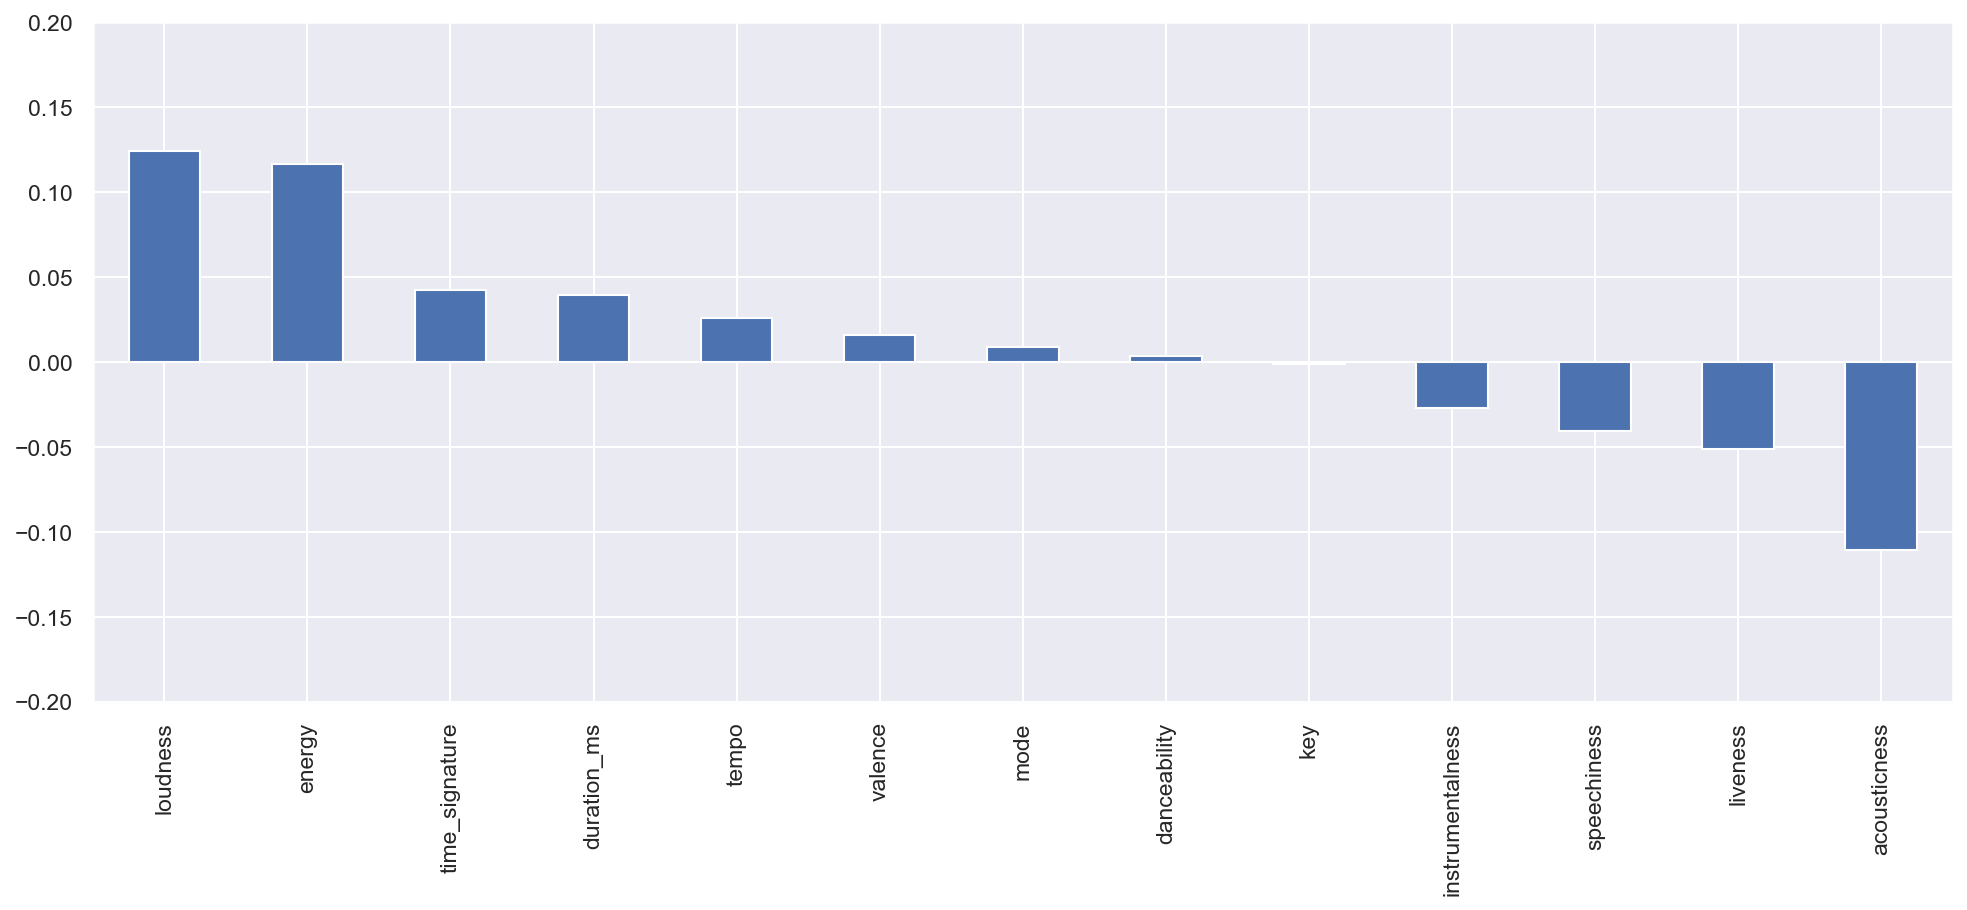 0.20
0.15
0.10
0.05
0.00
−0.05
−0.10
−0.15
−0.20
loudness
energy
time_signature
duration_ms
tempo
valence
mode
danceability
key
instrumentalness
speechiness
liveness
acousticness